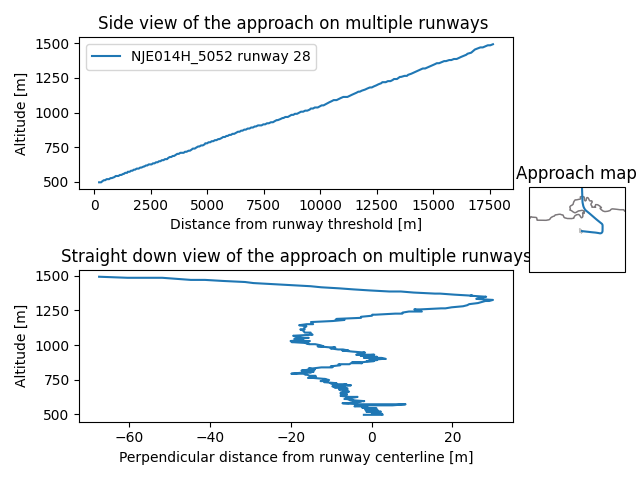 Side view of the approach on multiple runways
1500
1250
1000
750
500
Altitude [m]
NJE014H_5052 runway 28
0
2500
5000
7500
10000
12500
15000
17500
Distance from runway threshold [m]
Approach map
Straight down view of the approach on multiple runways
1500
1250
1000
750
500
Altitude [m]
−60
−40
−20
0
20
Perpendicular distance from runway centerline [m]